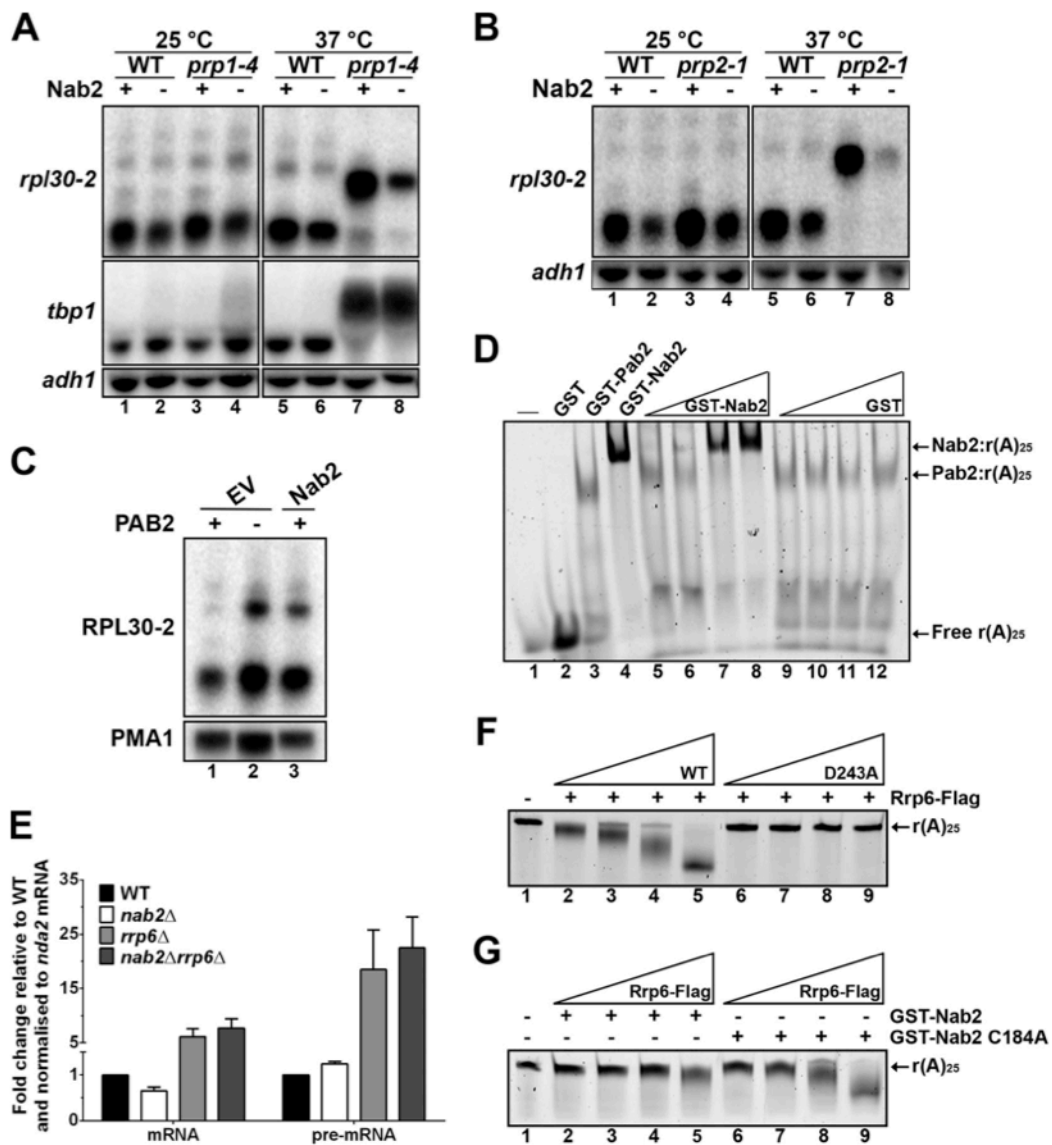 A
25 °C 37 °C
WT prp1-4 WT prp1-4
Nab2 + - + - + - + -
rpl30-2
tbp1
adh1
1 2 3 4 5 6 7 8
B
25 °C 37 °C
WT prp2-1 WT prp2-1
Nab2 + - + - + - + -
rpl30-2
adh1
1 2 3 4 5 6 7 8
C
EV Nab2
PAB2 + - +
RPL30-2
PMA1
1 2 3
D
— GST GST-Pab2 GST-Nab2 GST-Nab2 GST
←Nab2:r(A)25
←Pab2:r(A)25
←Free r(A)25
1 2 3 4 5 6 7 8 9 10 11 12
E
Fold change relative to WT
and normalised to nda2 mRNA
35
25
15
5
1
0
WT
nab2Δ
rrp6Δ
nab2Δrrp6Δ
mRNA pre-mRNA
F
WT D243A
- + + + + + + + + Rrp6-Flag
←r(A)25
1 2 3 4 5 6 7 8 9
G
Rrp6-Flag Rrp6-Flag
- + + + + - - - - GST-Nab2
- - - - - + + + + GST-Nab2 C184A
←r(A)25
1 2 3 4 5 6 7 8 9